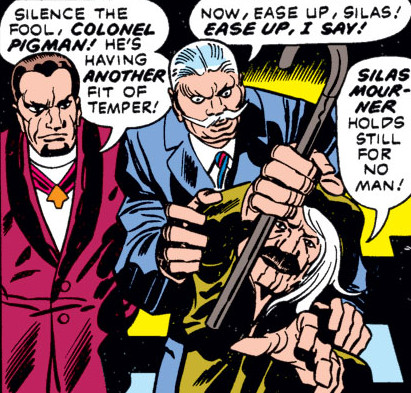 SILENCE THE
FOOL, COLONEL
PIGMAN! HE'S
HAVING
ANOTHER
FIT OF
TEMPER!
NOW, EASE UP, SILAS!
EASE UP, I SAY!
SILAS
MOUR-
NER
HOLDS
STILL
FOR
NO
MAN!